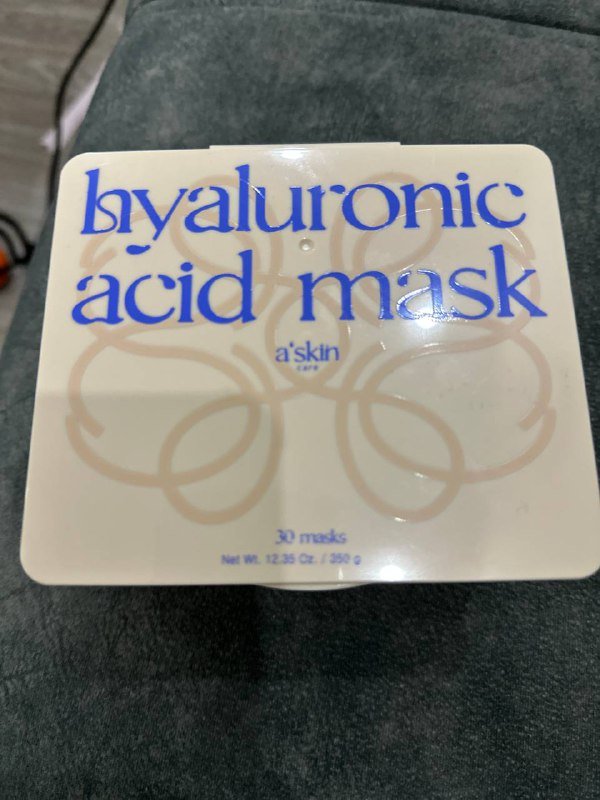 hyaluronic
acid mask
a'skin
care
30 masks
Net Wt. 12.35 Oz. / 350 g